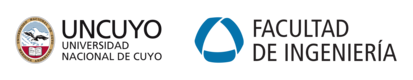 UNCUYO
UNIVERSIDAD
NACIONAL DE CUYO
FACULTAD
DE INGENIERÍA